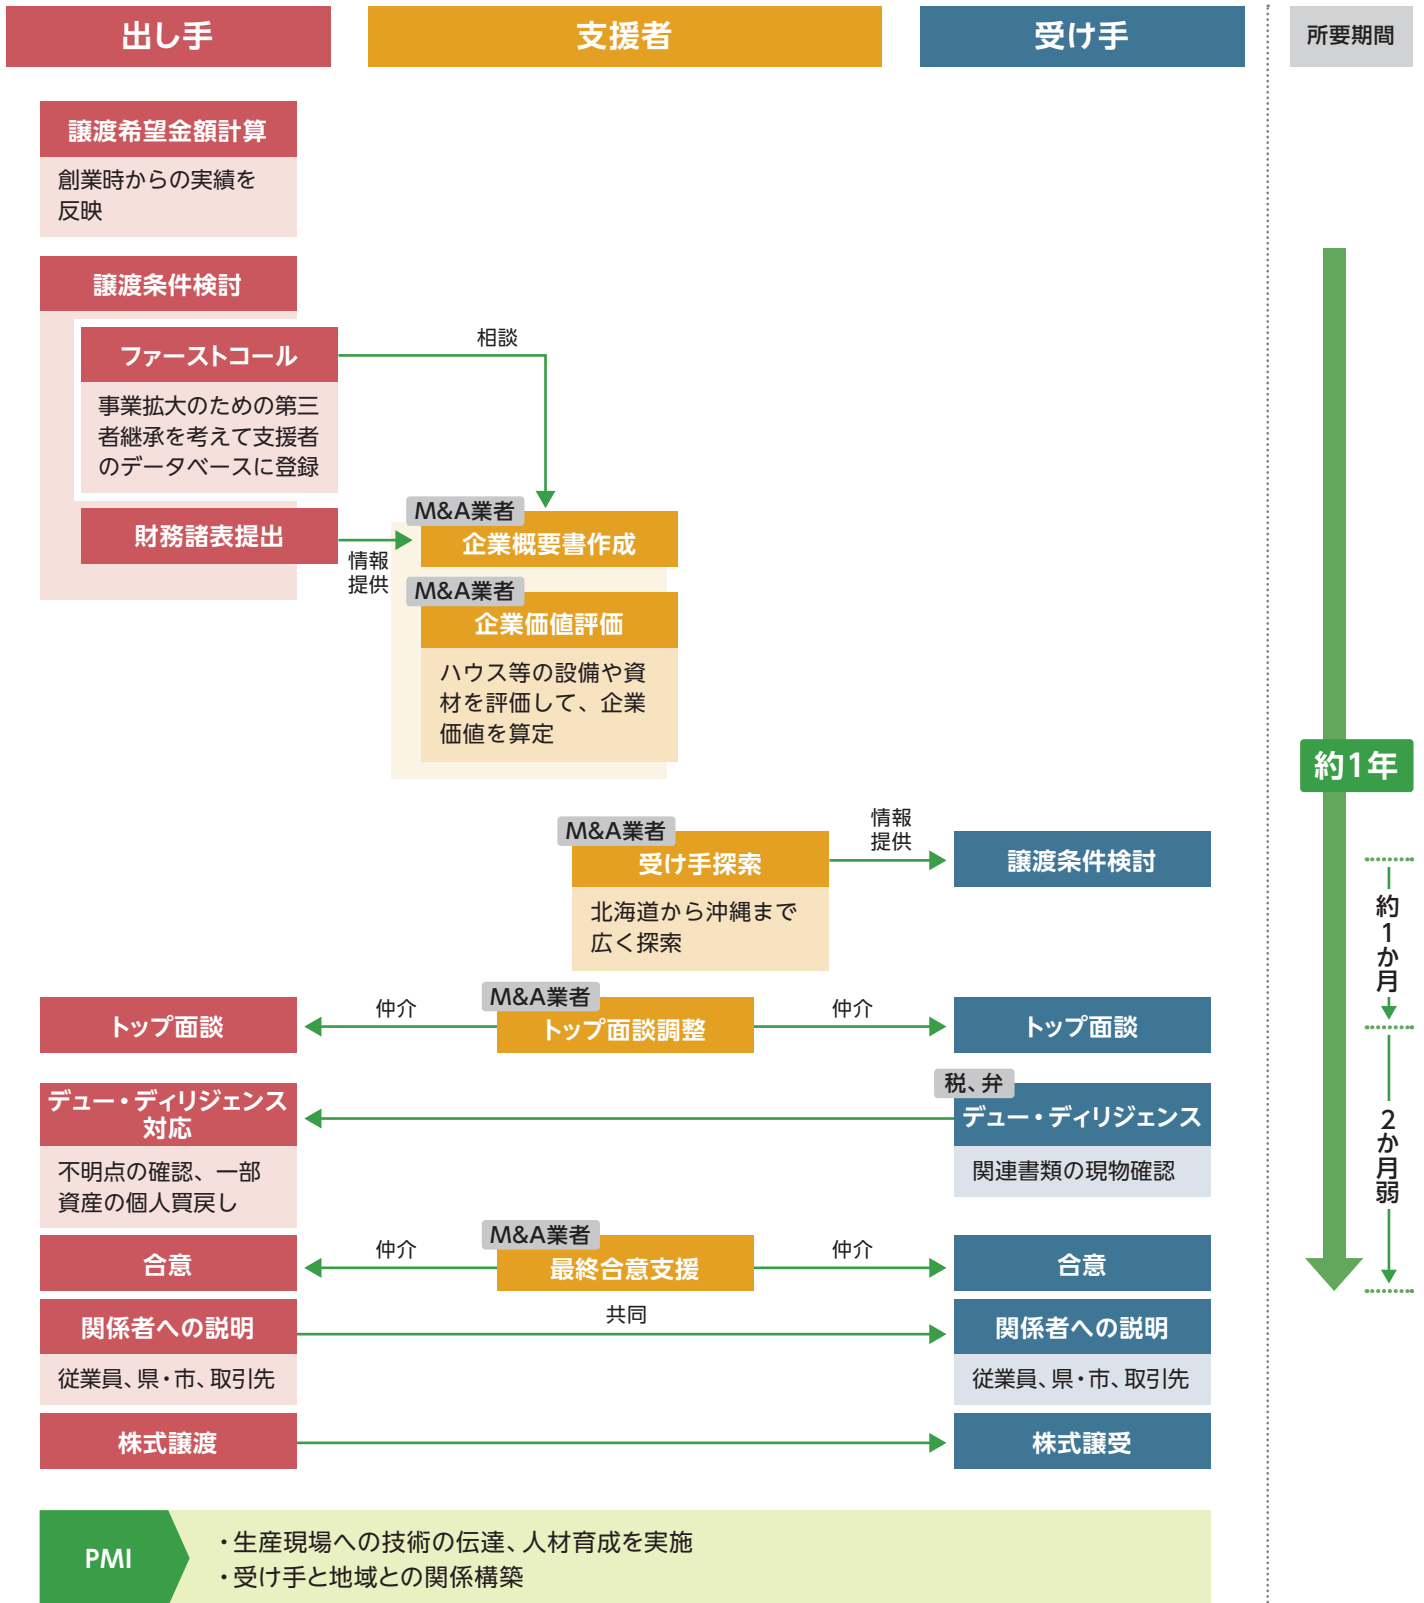 出し手
支援者
受け手
所要期間
譲渡希望金額計算
創業時からの実績を
反映
譲渡条件検討
ファーストコール
事業拡大のための第三
者継承を考えて支援者
のデータベースに登録
相談
財務諸表提出
情報
提供
M&A業者
企業概要書作成
M&A業者
企業価値評価
ハウス等の設備や資
材を評価して、企業
価値を算定
約1年
M&A業者
受け手探索
北海道から沖縄まで
広く探索
情報
提供
譲渡条件検討
約1か月
トップ面談
仲介
M&A業者
トップ面談調整
仲介
トップ面談
デュー・ディリジェンス
対応
不明点の確認、一部
資産の個人買戻し
税、弁
デュー・ディリジェンス
関連書類の現物確認
2か月弱
合意
仲介
M&A業者
最終合意支援
仲介
合意
関係者への説明
従業員、県・市、取引先
共同
関係者への説明
従業員、県・市、取引先
株式譲渡
株式譲受
PMI
・生産現場への技術の伝達、人材育成を実施
・受け手と地域との関係構築